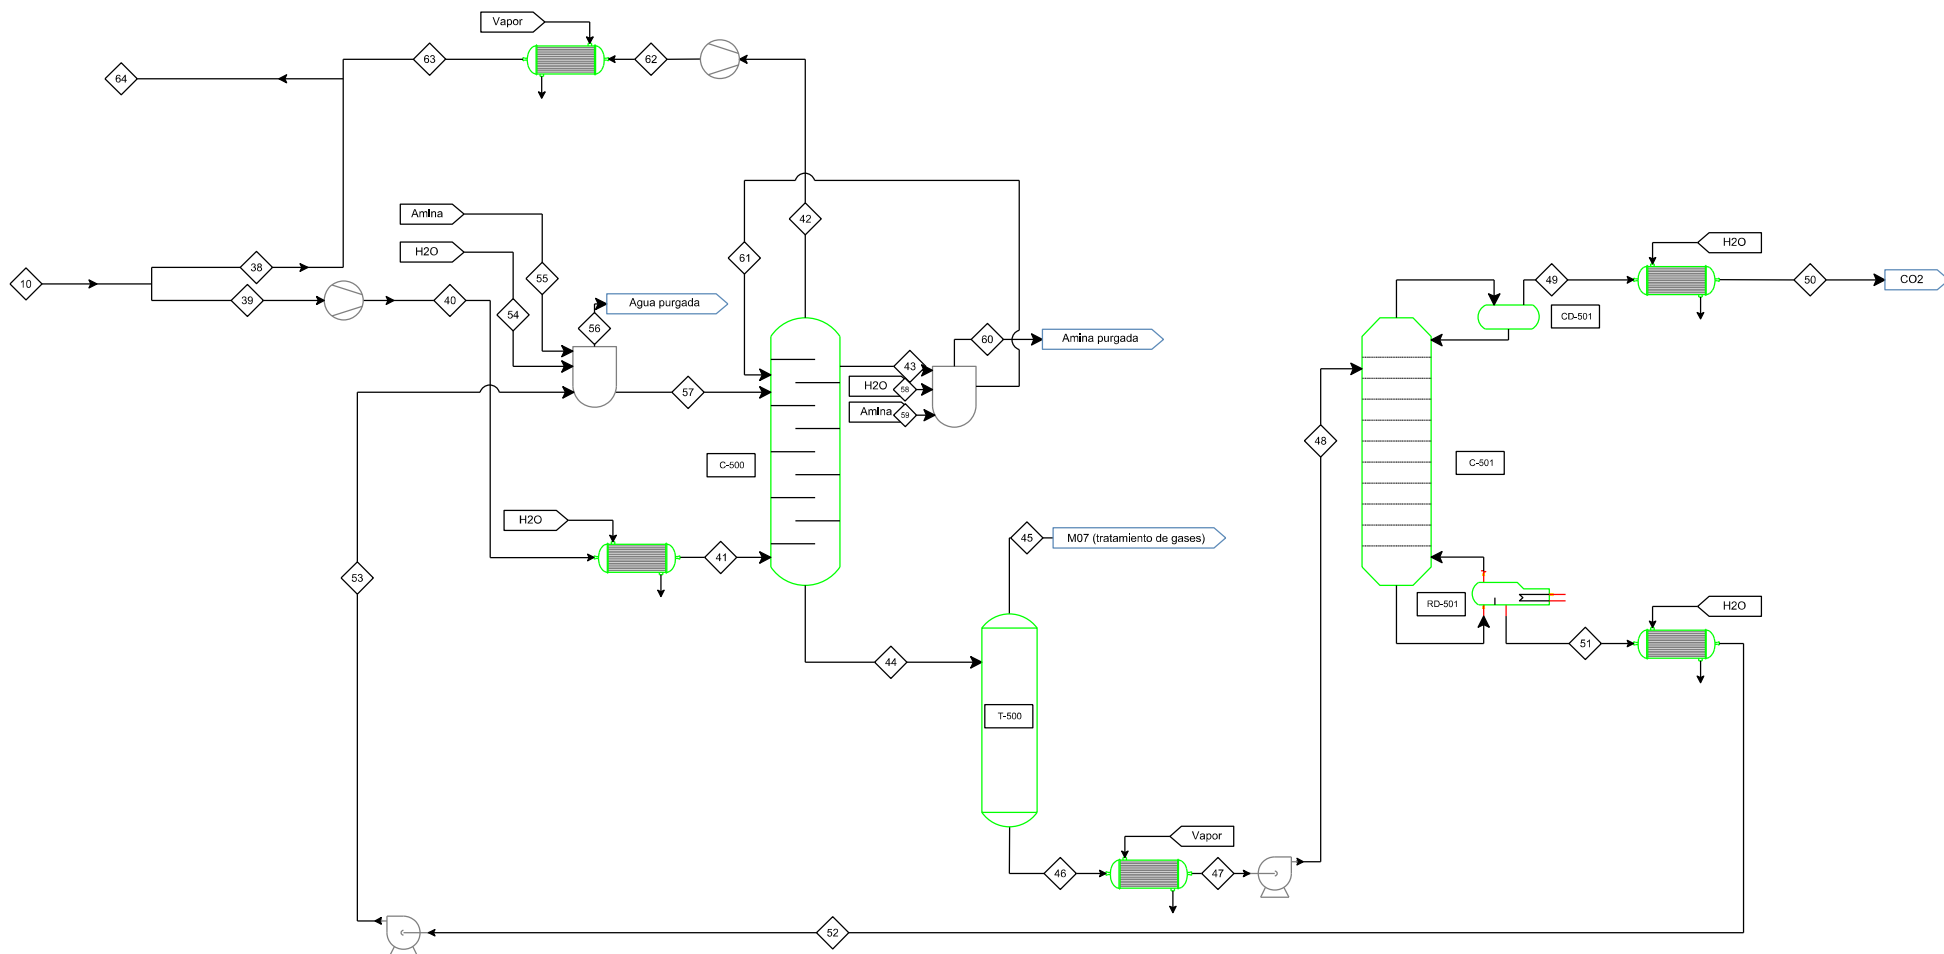 Vapor
63
62
64
Amina
42
H2O
H2O
61
38
10
55
49
50
CO2
39
40
Agua purgada
54
56
CD-501
60
Amina purgada
43
H2O
58
57
Amina
59
48
C-500
C-501
H2O
45
M07 (tratamiento de gases)
41
53
RD-501
H2O
51
44
T-500
Vapor
46
47
52